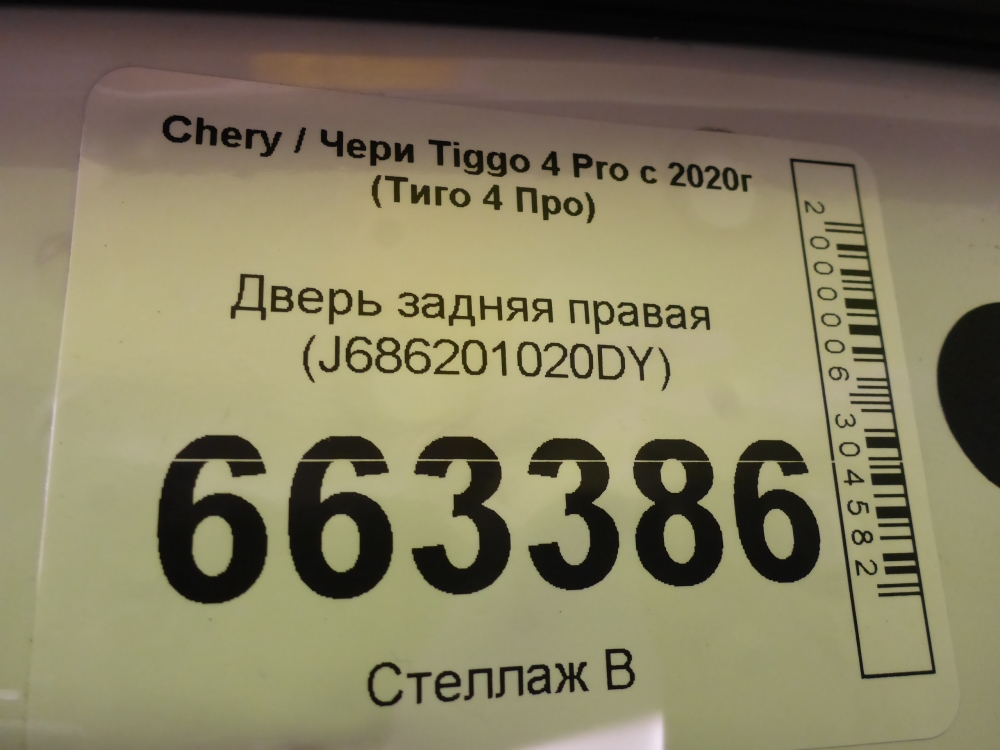 Chery / Чери Tiggo 4 Pro с 2020г
(Тиго 4 Про)
Дверь задняя правая
(J686201020DY)
663386
Стеллаж В
2000006304582